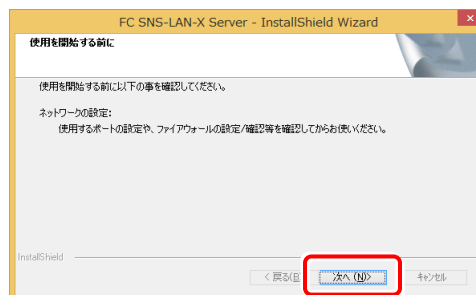 FC SNS-LAN-X Server - InstallShield Wizard
使用を開始する前に
使用を開始する前に以下の事を確認してください。
ネットワークの設定:
使用するポートの設定や、ファイアウォールの設定/確認等を確認してからお使いください。
InstallShield
< 戻る(B 次へ (N)> キャンセル